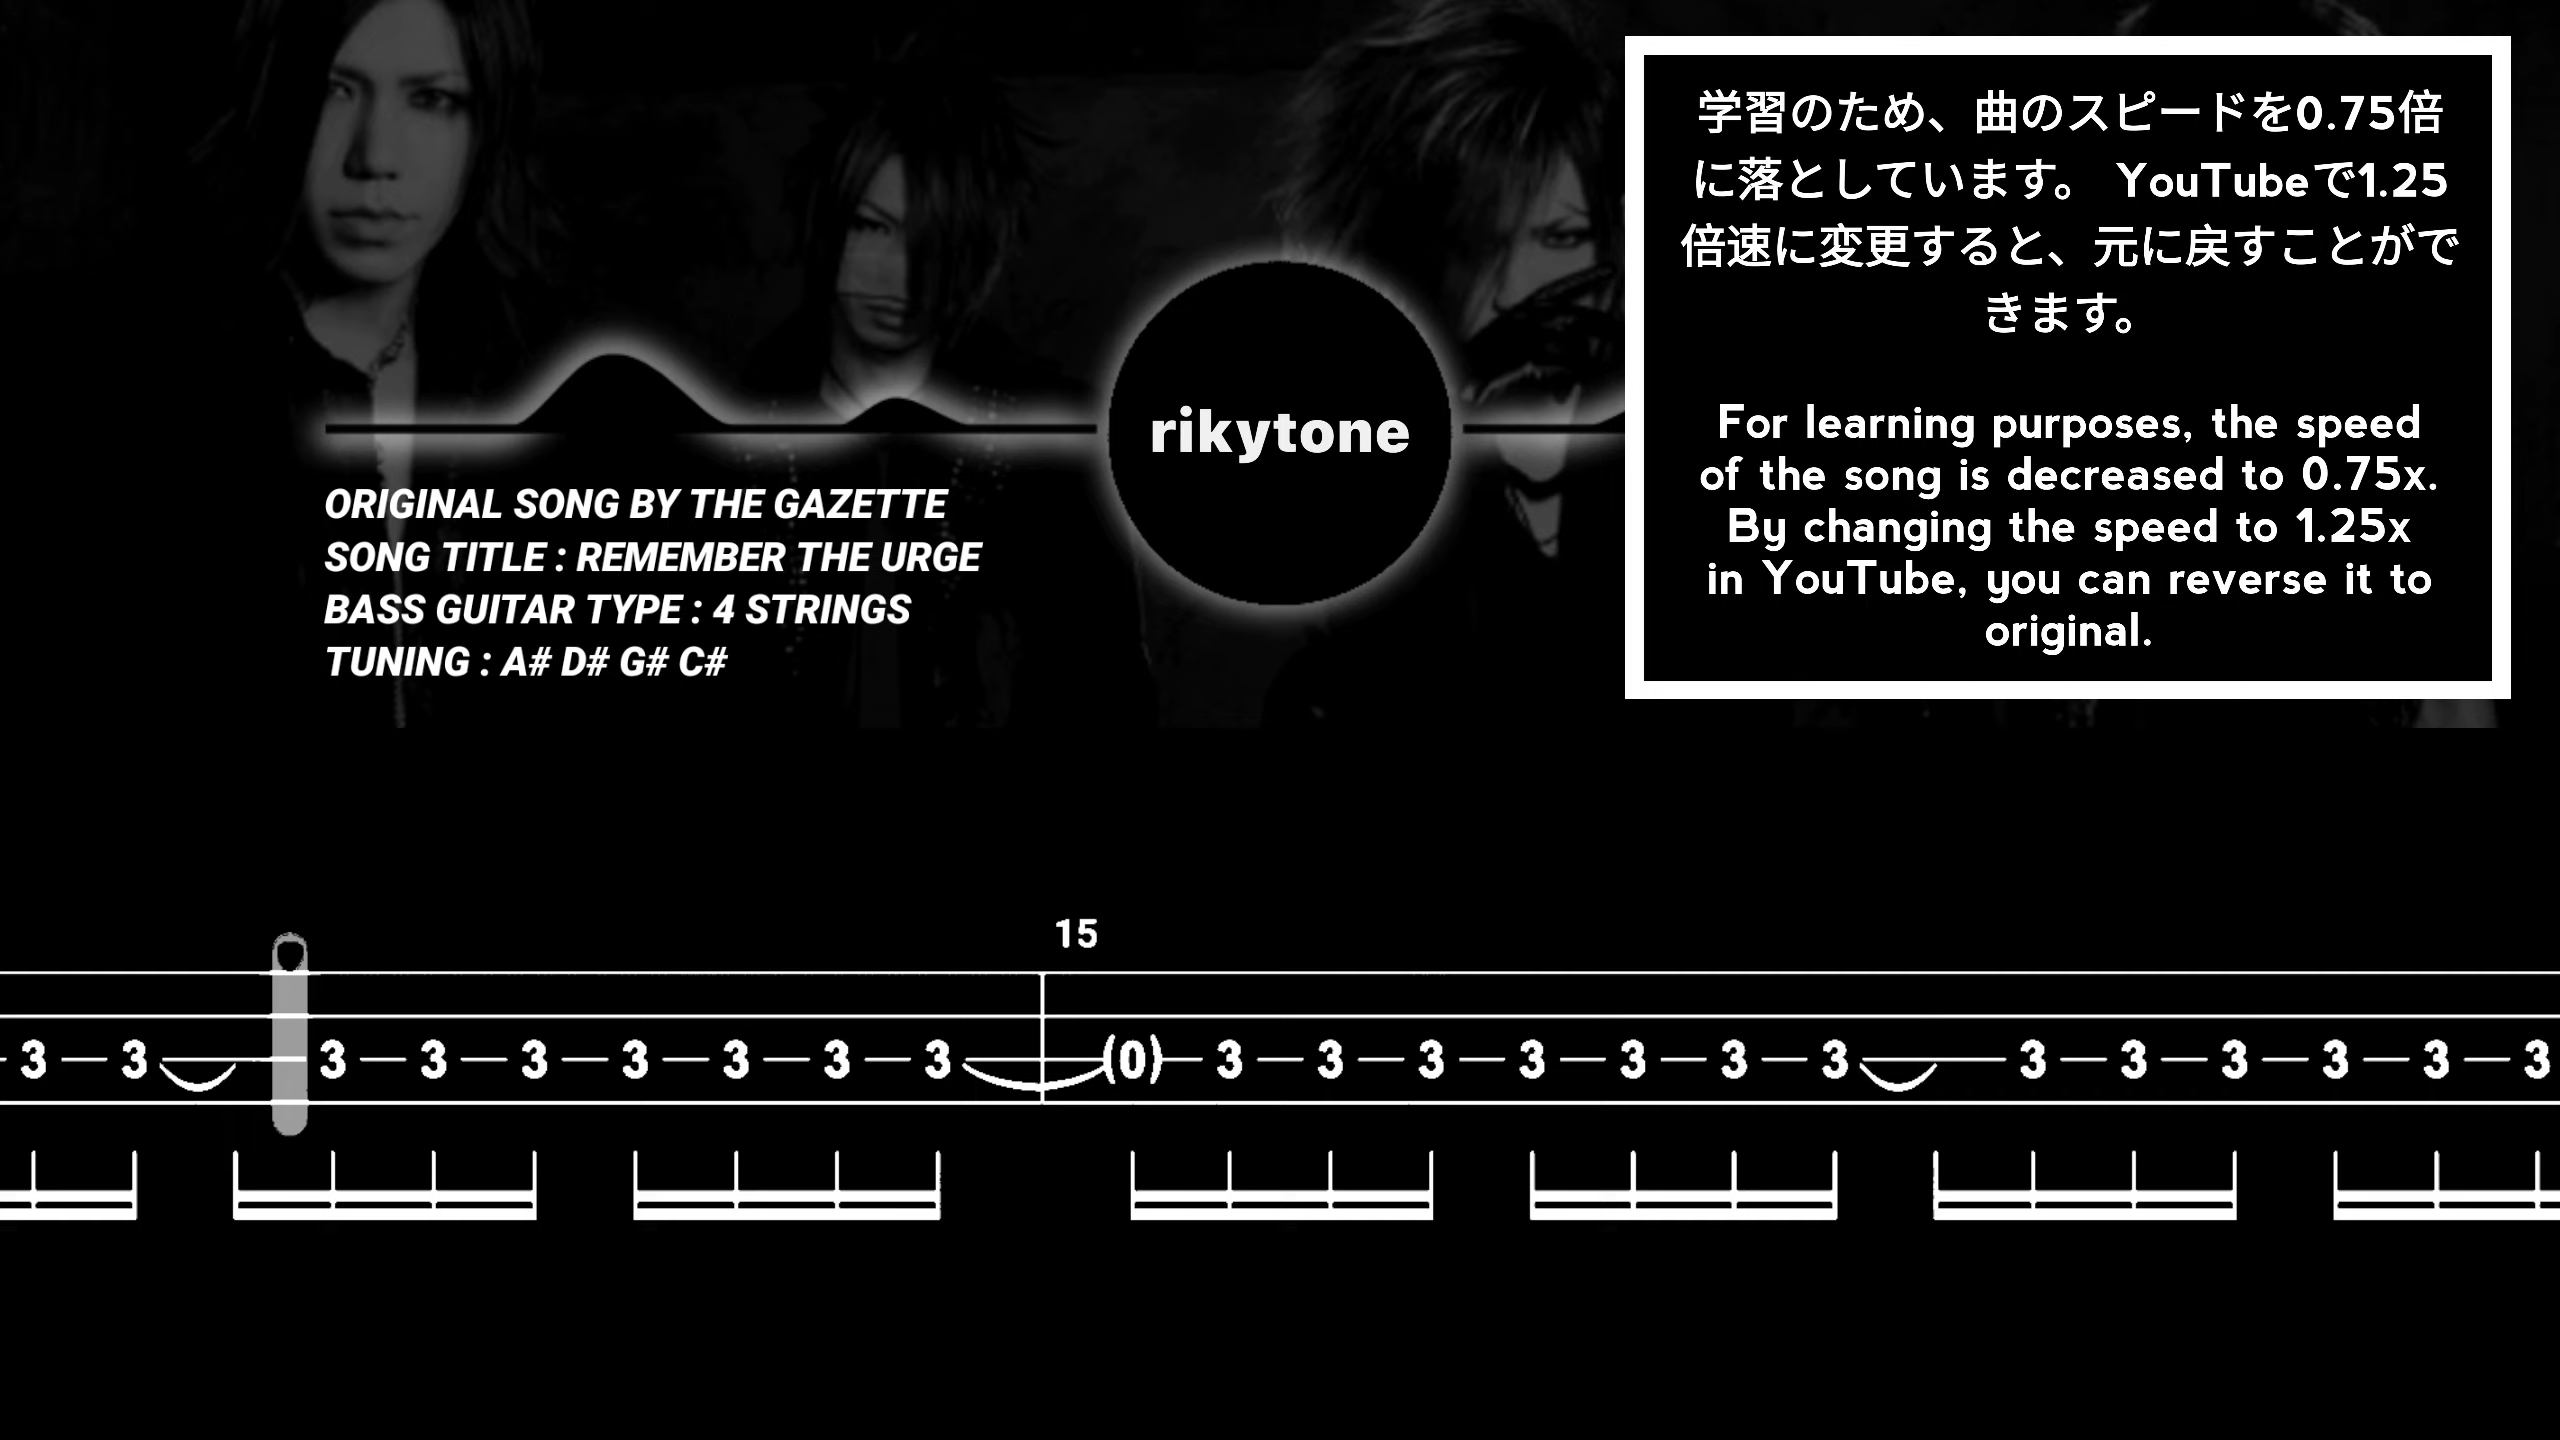 学習のため、曲のスピードを0.75倍
に落としています。 YouTubeで1.25
倍速に変更すると、元に戻すことがで
きます。
For learning purposes, the speed
of the song is decreased to 0.75x.
By changing the speed to 1.25x
in YouTube, you can reverse it to
original.
rikytone
ORIGINAL SONG BY THE GAZETTE
SONG TITLE : REMEMBER THE URGE
BASS GUITAR TYPE : 4 STRINGS
TUNING : A# D# G# C#
15
3 3 3 3 3 3 3 3 3 (0) 3 3 3 3 3 3 3 3 3 3 3 3 3